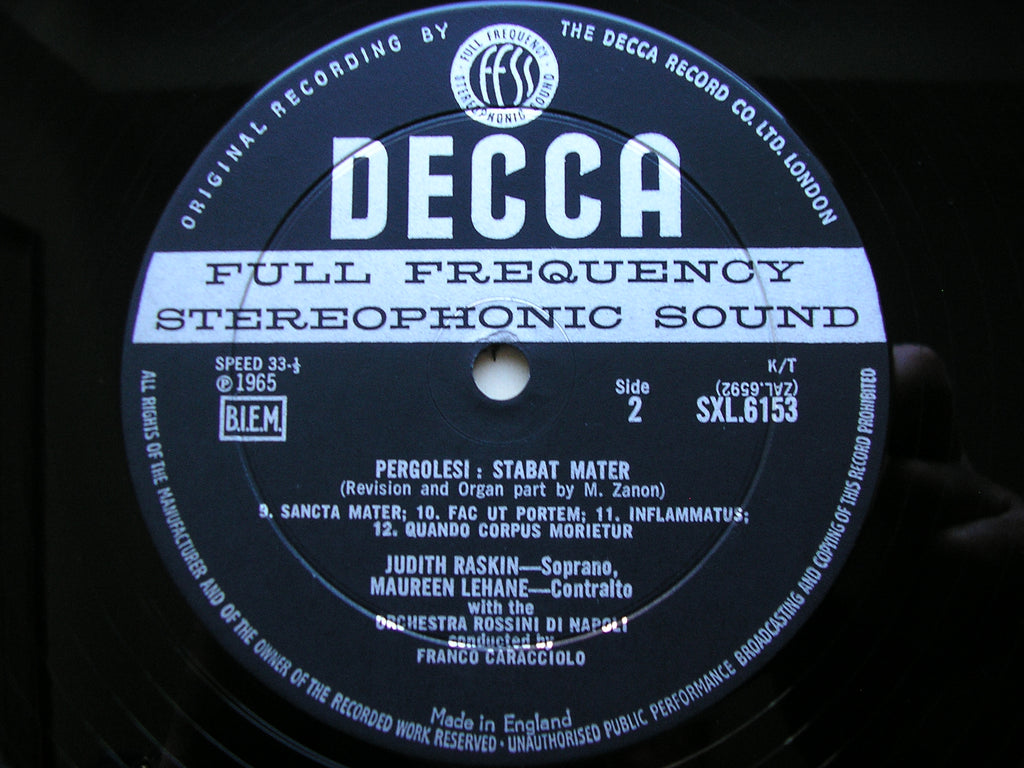 ORIGINAL RECORDING BY
THE DECCA RECORD CO. LTD. LONDON
FULL FREQUENCY
FFSS
STEREOPHONIC SOUND
DECCA
FULL FREQUENCY
STEREOPHONIC SOUND
SPEED 33-⅓
℗ 1965
B.I.E.M.
K/T
(ZAL.6592)
Side
2
SXL.6153
PERGOLESI : STABAT MATER
(Revision and Organ part by M. Zanon)
9. SANCTA MATER; 10. FAC UT PORTEM; 11. INFLAMMATUS;
12. QUANDO CORPUS MORIETUR
JUDITH RASKIN—Soprano,
MAUREEN LEHANE—Contralto
with the
ORCHESTRA ROSSINI DI NAPOLI
conducted by
FRANCO CARACCIOLO
Made in England
ALL RIGHTS OF THE MANUFACTURER AND OF THE OWNER OF THE RECORDED WORK RESERVED · UNAUTHORISED PUBLIC PERFORMANCE BROADCASTING AND COPYING OF THIS RECORD PROHIBITED